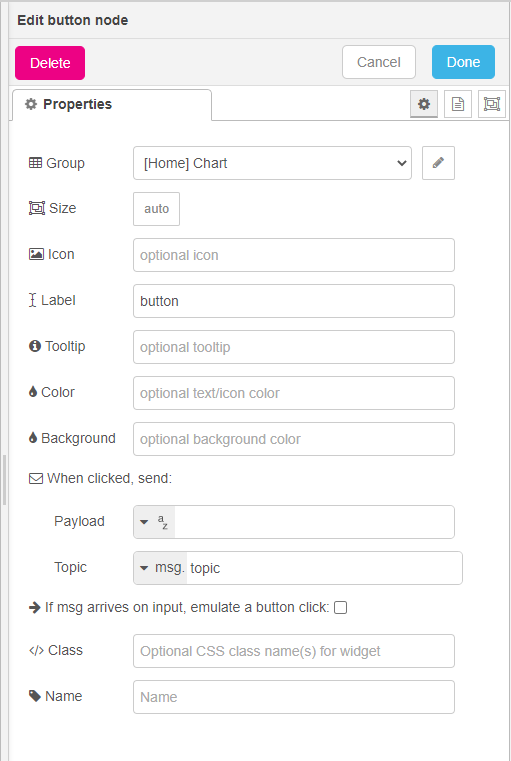 Edit button node
Delete Cancel Done
Properties
Group [Home] Chart
Size auto
Icon optional icon
Label button
Tooltip optional tooltip
Color optional text/icon color
Background optional background color
When clicked, send:
Payload a z
Topic msg. topic
If msg arrives on input, emulate a button click:
</> Class Optional CSS class name(s) for widget
Name Name